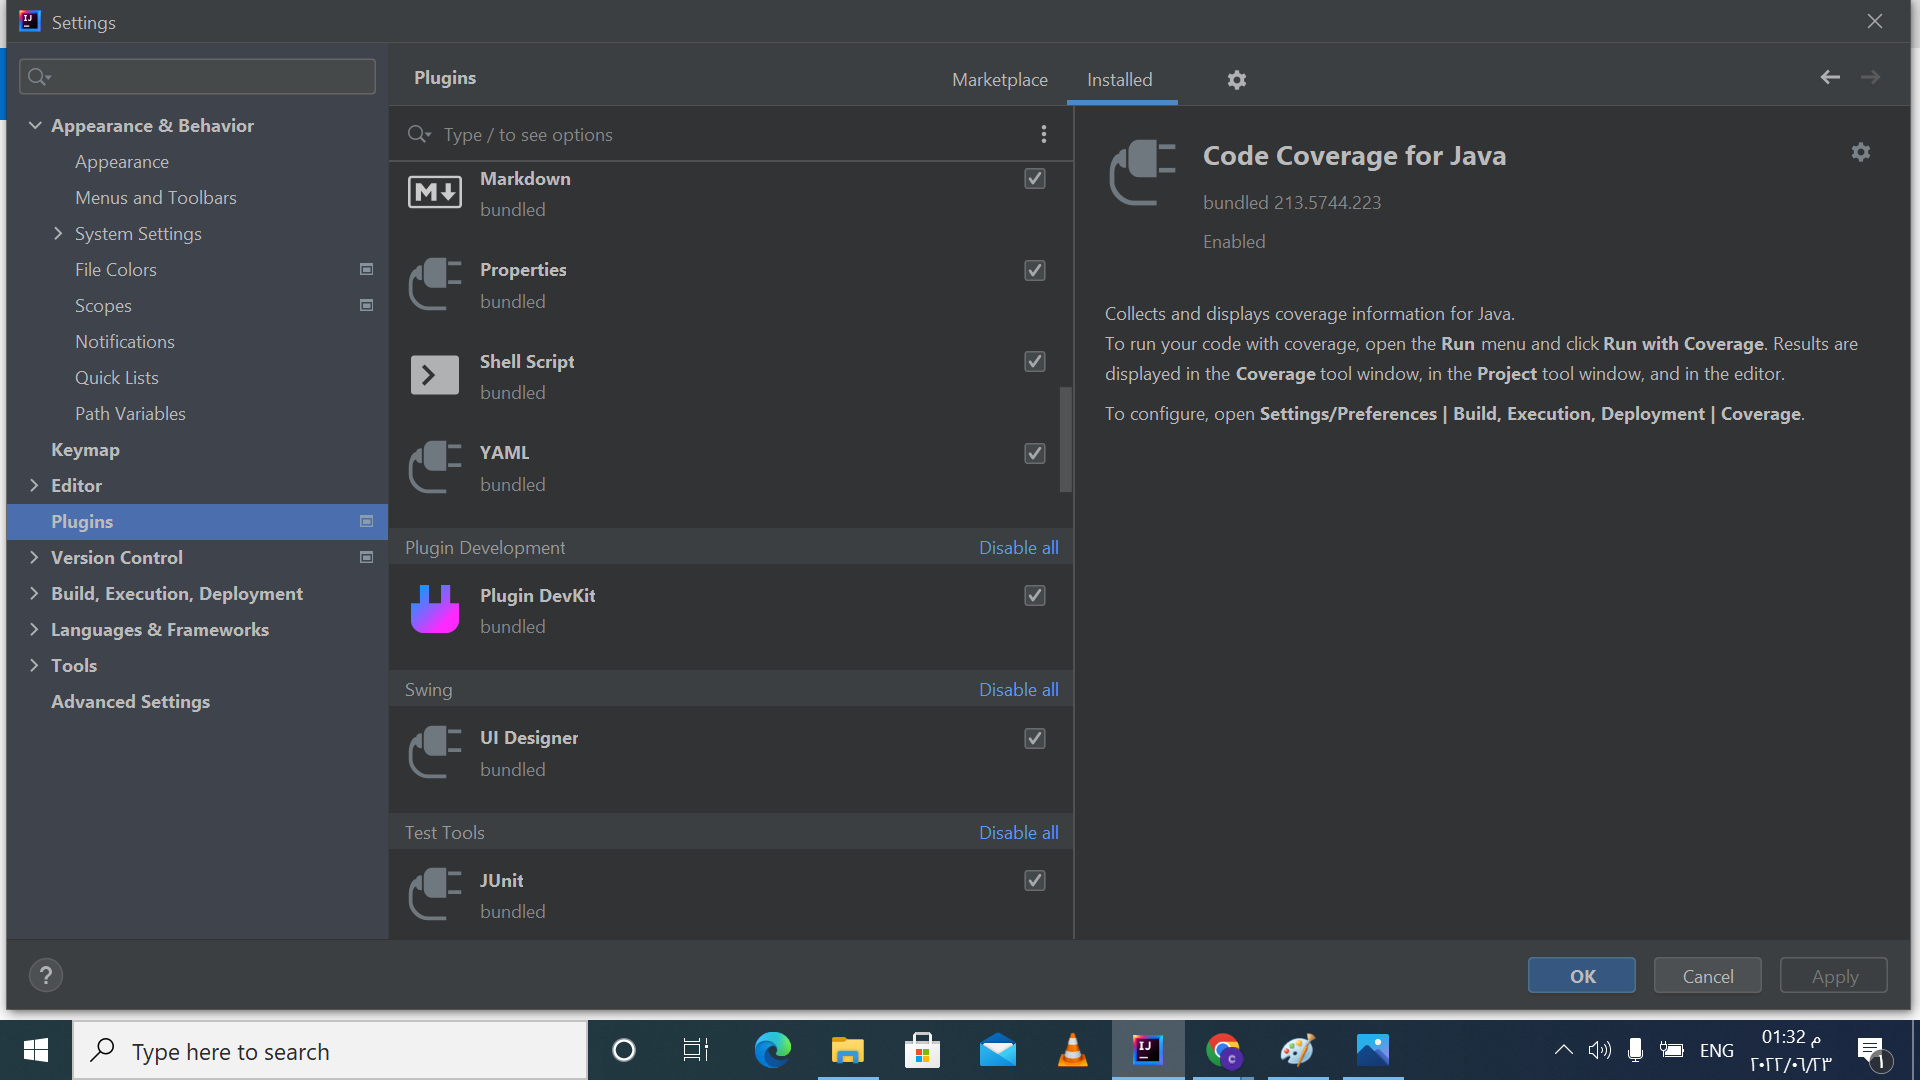 Settings
Appearance & Behavior
Appearance
Menus and Toolbars
System Settings
File Colors
Scopes
Notifications
Quick Lists
Path Variables
Keymap
Editor
Plugins
Version Control
Build, Execution, Deployment
Languages & Frameworks
Tools
Advanced Settings
Plugins
Marketplace
Installed
Type / to see options
Markdown
bundled
Properties
bundled
Shell Script
bundled
YAML
bundled
Plugin Development
Disable all
Plugin DevKit
bundled
Swing
Disable all
UI Designer
bundled
Test Tools
Disable all
JUnit
bundled
Code Coverage for Java
bundled 213.5744.223
Enabled
Collects and displays coverage information for Java.
To run your code with coverage, open the Run menu and click Run with Coverage. Results are
displayed in the Coverage tool window, in the Project tool window, and in the editor.
To configure, open Settings/Preferences | Build, Execution, Deployment | Coverage.
?
OK
Cancel
Apply
Type here to search
ENG
01:32 م
٢٠٢٢/٠٦/٢٣
١